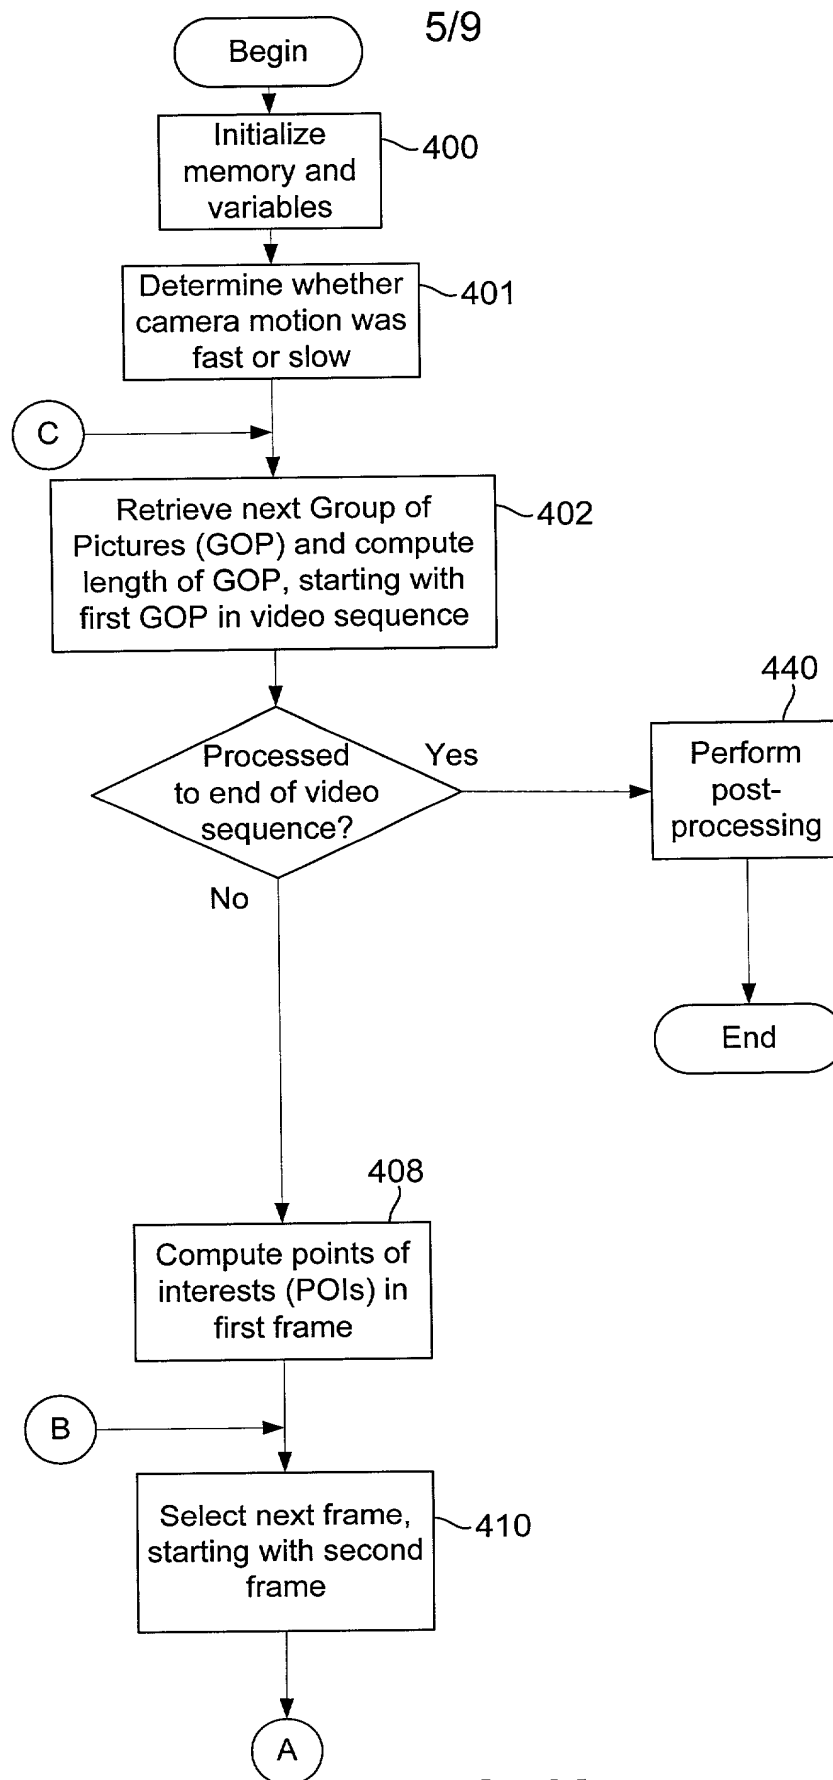 5/9
Begin
Initialize
memory and
variables
400
Determine whether
camera motion was
fast or slow
401
C
Retrieve next Group of
Pictures (GOP) and compute
length of GOP, starting with
first GOP in video sequence
402
Processed
to end of video
sequence?
Yes
No
440
Perform
post-
processing
End
408
Compute points of
interests (POIs) in
first frame
B
Select next frame,
starting with second
frame
410
A